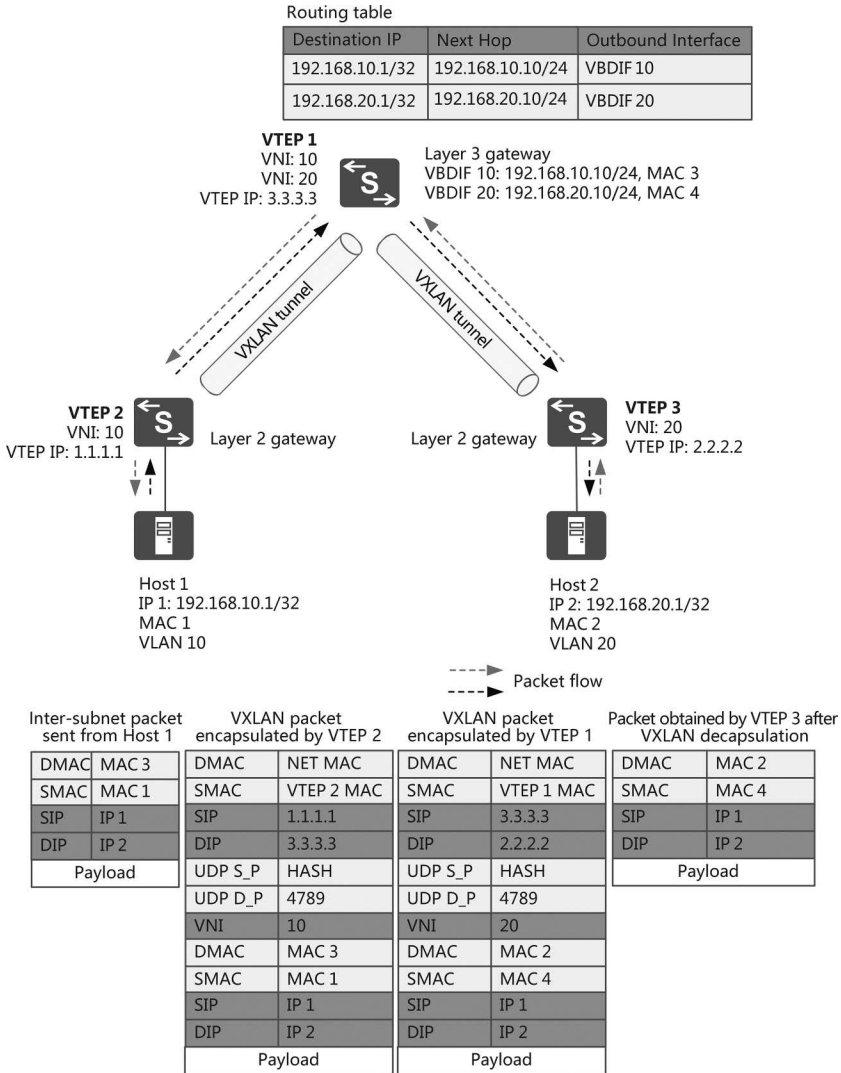 Routing table
Destination IP Next Hop Outbound Interface
192.168.10.1/32 192.168.10.10/24 VBDIF 10
192.168.20.1/32 192.168.20.10/24 VBDIF 20
VTEP 1
VNI: 10
VNI: 20
VTEP IP: 3.3.3.3
S
Layer 3 gateway
VBDIF 10: 192.168.10.10/24, MAC 3
VBDIF 20: 192.168.20.10/24, MAC 4
VXLAN tunnel
VXLAN tunnel
VTEP 2
VNI: 10
VTEP IP: 1.1.1.1
S
Layer 2 gateway
Layer 2 gateway
S
VTEP 3
VNI: 20
VTEP IP: 2.2.2.2
Host 1
IP 1: 192.168.10.1/32
MAC 1
VLAN 10
Host 2
IP 2: 192.168.20.1/32
MAC 2
VLAN 20
Packet flow
Inter-subnet packet
sent from Host 1
DMAC MAC 3
SMAC MAC 1
SIP IP 1
DIP IP 2
Payload
VXLAN packet
encapsulated by VTEP 2
DMAC NET MAC
SMAC VTEP 2 MAC
SIP 1.1.1.1
DIP 3.3.3.3
UDP S_P HASH
UDP D_P 4789
VNI 10
DMAC MAC 3
SMAC MAC 1
SIP IP 1
DIP IP 2
Payload
VXLAN packet
encapsulated by VTEP 1
DMAC NET MAC
SMAC VTEP 1 MAC
SIP 3.3.3.3
DIP 2.2.2.2
UDP S_P HASH
UDP D_P 4789
VNI 20
DMAC MAC 2
SMAC MAC 4
SIP IP 1
DIP IP 2
Payload
Packet obtained by VTEP 3 after
VXLAN decapsulation
DMAC MAC 2
SMAC MAC 4
SIP IP 1
DIP IP 2
Payload